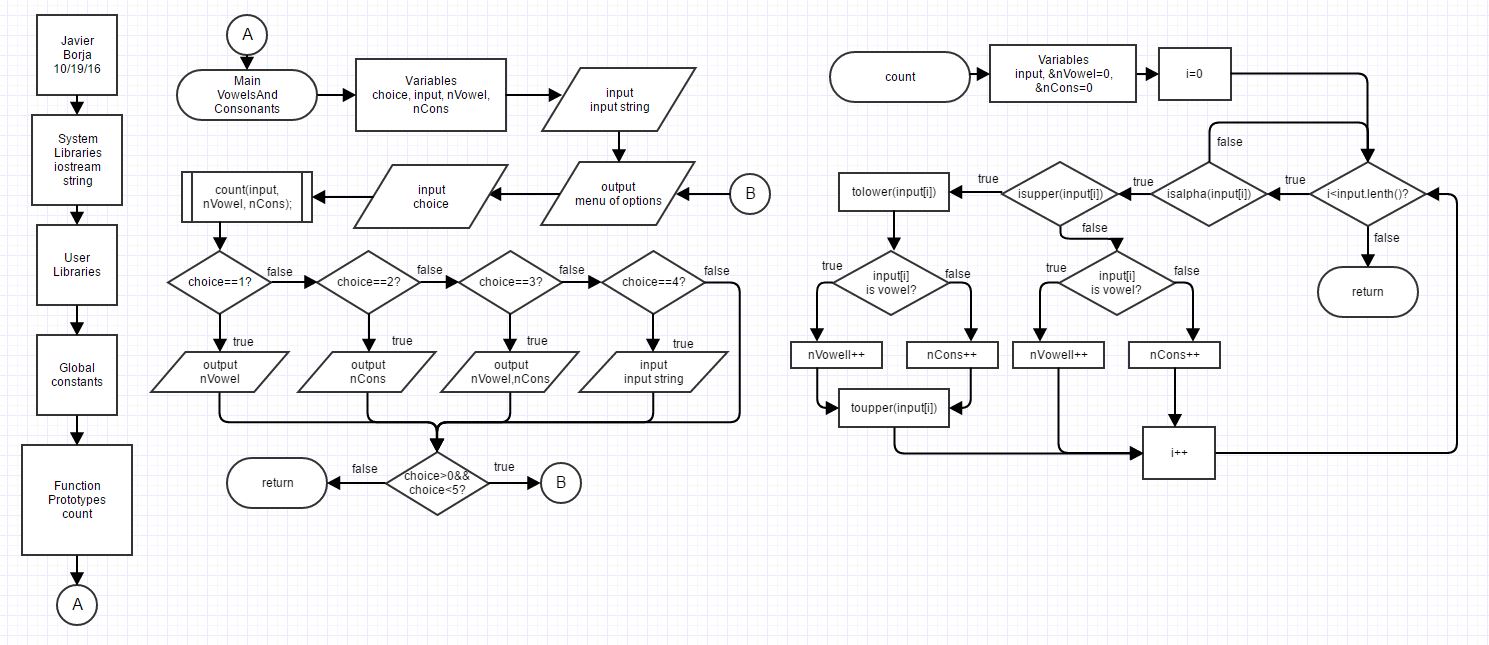 Javier
Borja
10/19/16
System
Libraries
iostream
string
User
Libraries
Global
constants
Function
Prototypes
count
A
A
Main
VowelsAnd
Consonants
Variables
choice, input, nVowel,
nCons
input
input string
output
menu of options
B
input
choice
count(input,
nVowel, nCons);
choice==1?
false
choice==2?
false
choice==3?
false
choice==4?
false
true
true
true
true
output
nVowel
output
nCons
output
nVowel,nCons
input
input string
choice>0&&
choice<5?
false
true
return
B
count
Variables
input, &nVowel=0,
&nCons=0
i=0
false
i<input.lenth()?
true
false
return
isalpha(input[i])
true
isupper(input[i])
true
false
tolower(input[i])
input[i]
is vowel?
true
false
input[i]
is vowel?
true
false
nVowell++
nCons++
nVowell++
nCons++
toupper(input[i])
i++